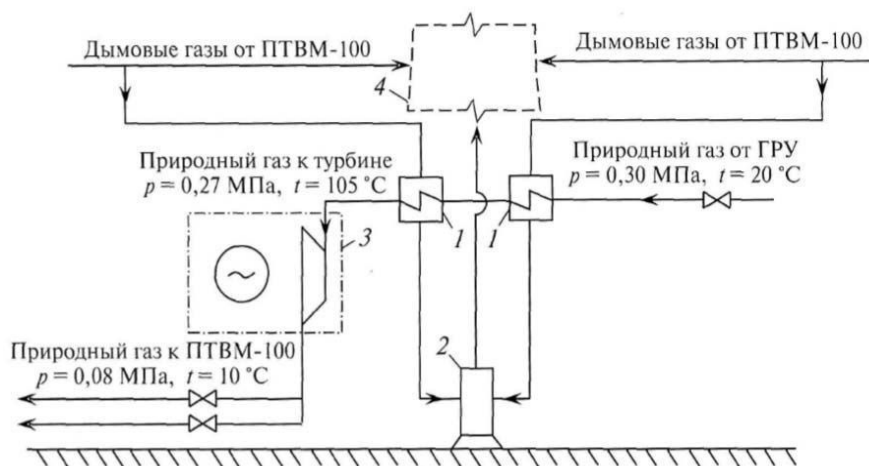 Дымовые газы от ПТВМ-100
Дымовые газы от ПТВМ-100
4
Природный газ к турбине
p = 0,27 МПа, t = 105 °С
Природный газ от ГРУ
p = 0,30 МПа, t = 20 °С
1
1
3
2
Природный газ к ПТВМ-100
p = 0,08 МПа, t = 10 °С